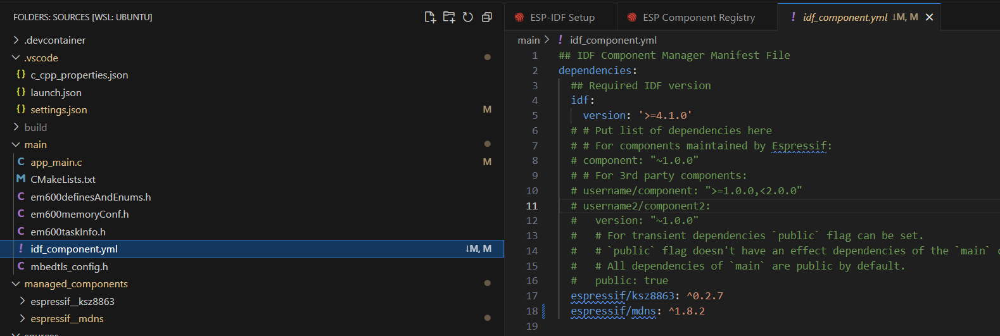 FOLDERS: SOURCES [WSL: UBUNTU]
.devcontainer
.vscode
{} c_cpp_properties.json
{} launch.json
{} settings.json M
build
main
C app_main.c M
M CMakeLists.txt
C em600definesAndEnums.h
C em600memoryConf.h
C em600taskInfo.h
! idf_component.yml ↓M, M
C mbedtls_config.h
managed_components
espressif__ksz8863
espressif__mdns
sources
ESP-IDF Setup
ESP Component Registry
! idf_component.yml ↓M, M
main > ! idf_component.yml
1 ## IDF Component Manager Manifest File
2 dependencies:
3 ## Required IDF version
4 idf:
5 version: '>=4.1.0'
6 # # Put list of dependencies here
7 # # For components maintained by Espressif:
8 # component: "~1.0.0"
9 # # For 3rd party components:
10 # username/component: ">=1.0.0,<2.0.0"
11 # username2/component2:
12 # version: "~1.0.0"
13 # # For transient dependencies `public` flag can be set.
14 # # `public` flag doesn't have an effect dependencies of the `main`
15 # # All dependencies of `main` are public by default.
16 # public: true
17 espressif/ksz8863: ^0.2.7
18 espressif/mdns: ^1.8.2
19